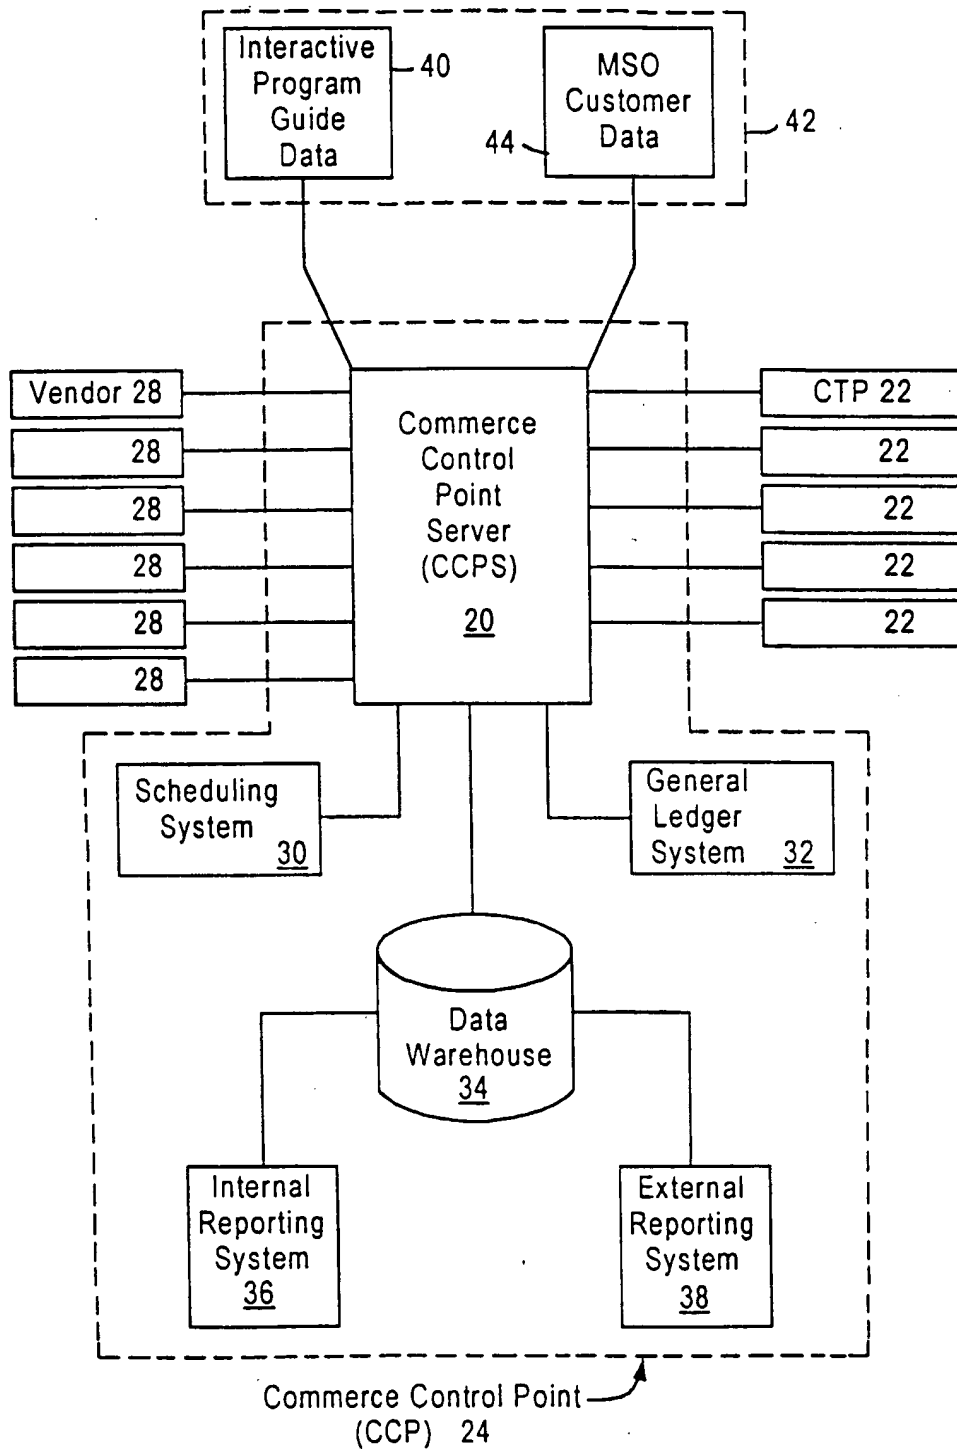 Interactive
Program
Guide
Data
40
MSO
Customer
Data
44
42
Vendor 28
28
28
28
28
28
Commerce
Control
Point
Server
(CCPS)
20
CTP 22
22
22
22
22
Scheduling
System
30
General
Ledger
System 32
Data
Warehouse
34
Internal
Reporting
System
36
External
Reporting
System
38
Commerce Control Point
(CCP) 24